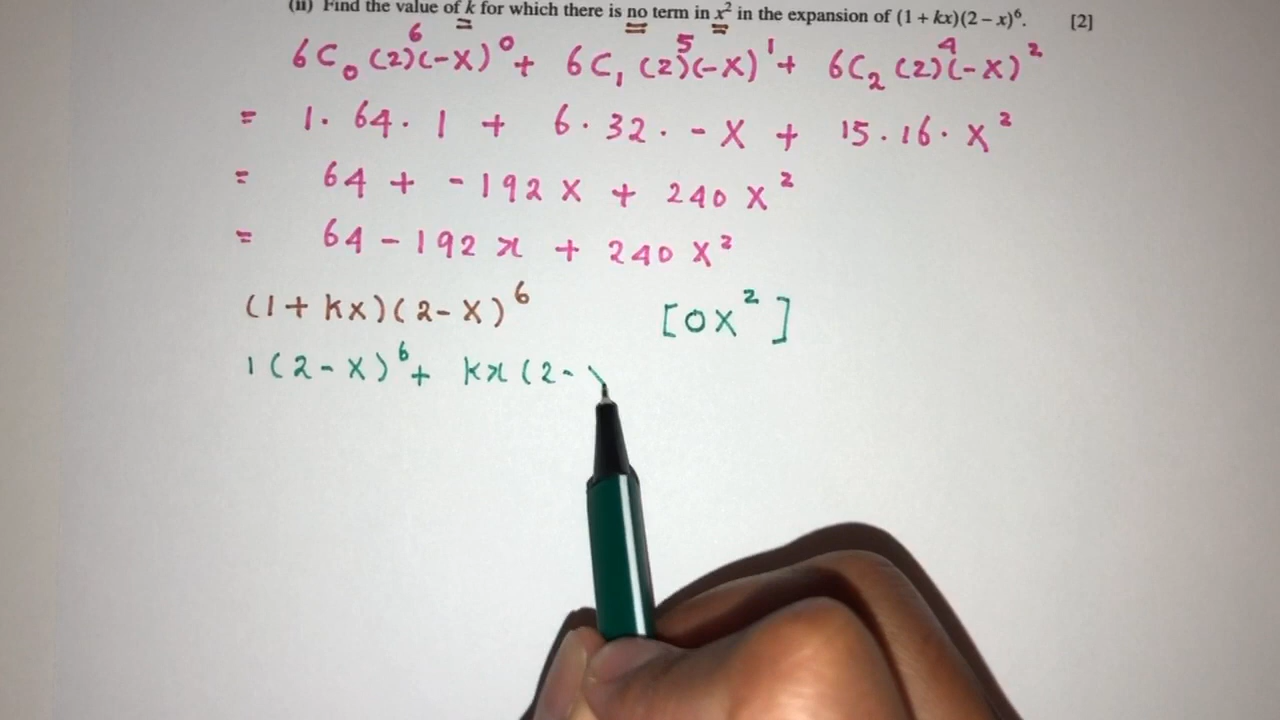 (ii) Find the value of k for which there is no term in x² in the expansion of (1 + kx)(2 – x)⁶. [2]
6C₀ (2)⁶(-x)⁰ + 6C₁ (2)⁵(-x)¹ + 6C₂ (2)⁴(-x)²
= 1. 64. 1 + 6. 32. - x + 15. 16. x²
= 64 + - 192 x + 240 x²
= 64 - 192 x + 240 x²
(1 + kx)(2 - x)⁶ [0x²]
1 (2 - x)⁶ + kx (2 -